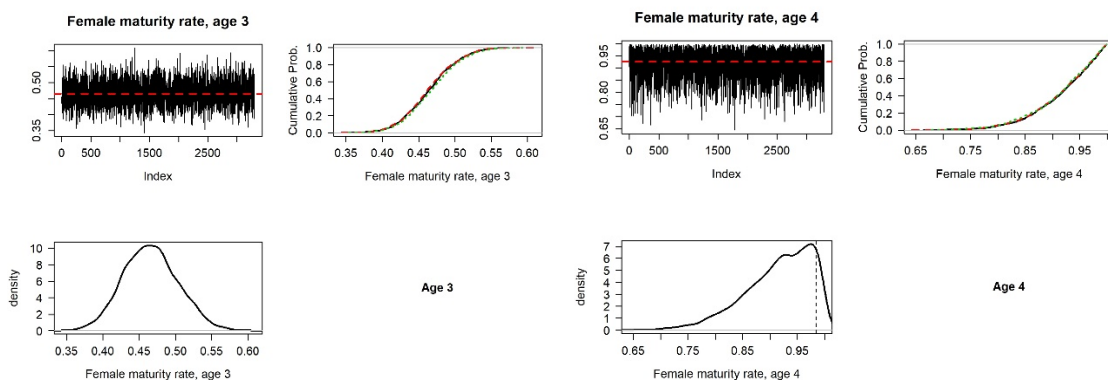 Female maturity rate, age 3
0.50
0.35
0 500 1500 2500
Index
Cumulative Prob.
1.0
0.8
0.6
0.4
0.2
0.0
0.35 0.40 0.45 0.50 0.55 0.60
Female maturity rate, age 3
Female maturity rate, age 4
0.95
0.80
0.65
0 500 1500 2500
Index
Cumulative Prob.
1.0
0.8
0.6
0.4
0.2
0.0
0.65 0.75 0.85 0.95
Female maturity rate, age 4
density
10
8
6
4
2
0
0.35 0.40 0.45 0.50 0.55 0.60
Female maturity rate, age 3
Age 3
density
7
6
5
4
3
2
1
0
0.65 0.75 0.85 0.95
Female maturity rate, age 4
Age 4